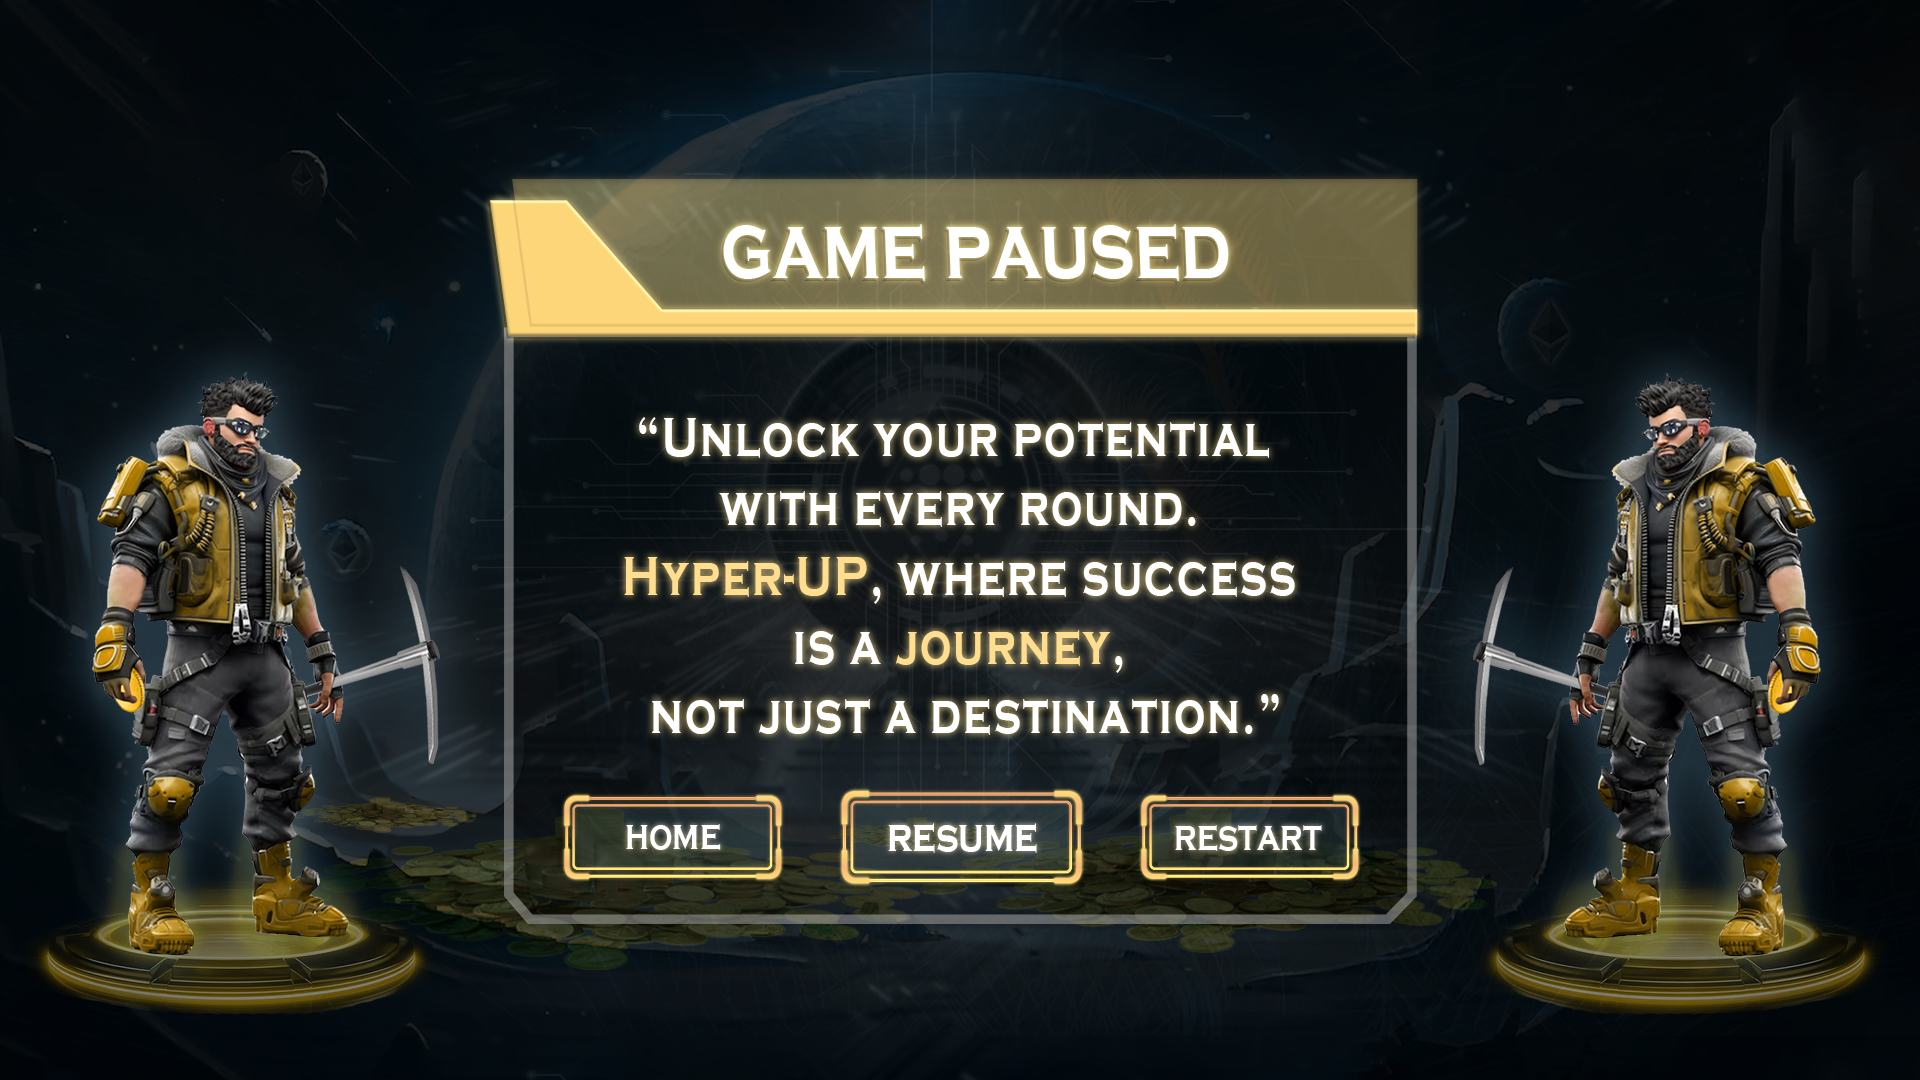 GAME PAUSED
“UNLOCK YOUR POTENTIAL
WITH EVERY ROUND.
HYPER-UP, WHERE SUCCESS
IS A JOURNEY,
NOT JUST A DESTINATION.”
HOME RESUME RESTART